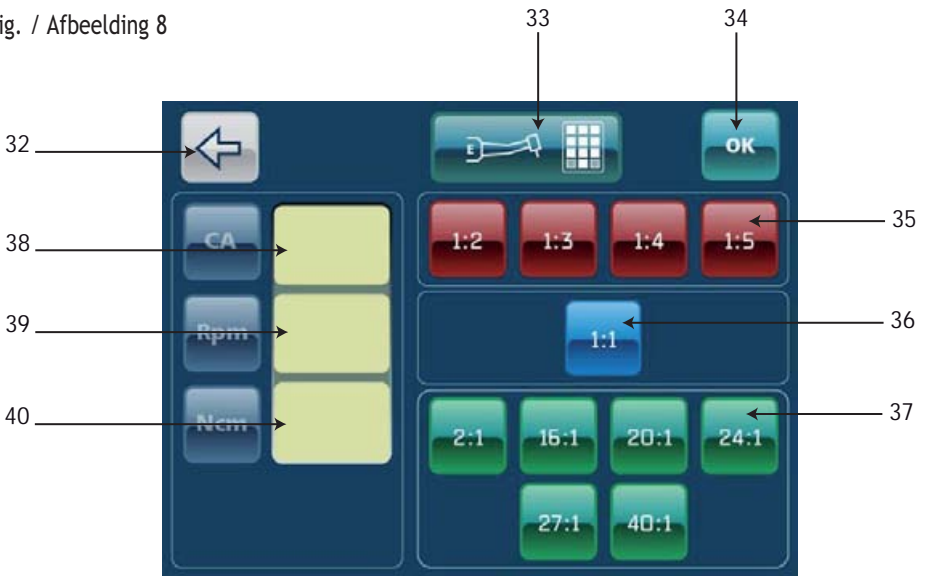 ig. / Afbeelding 8
33 34
32
E OK
38 CA 1:2 1:3 1:4 1:5 35
39 Rpm 1:1 36
40 Ncm 2:1 16:1 20:1 24:1 37
27:1 40:1